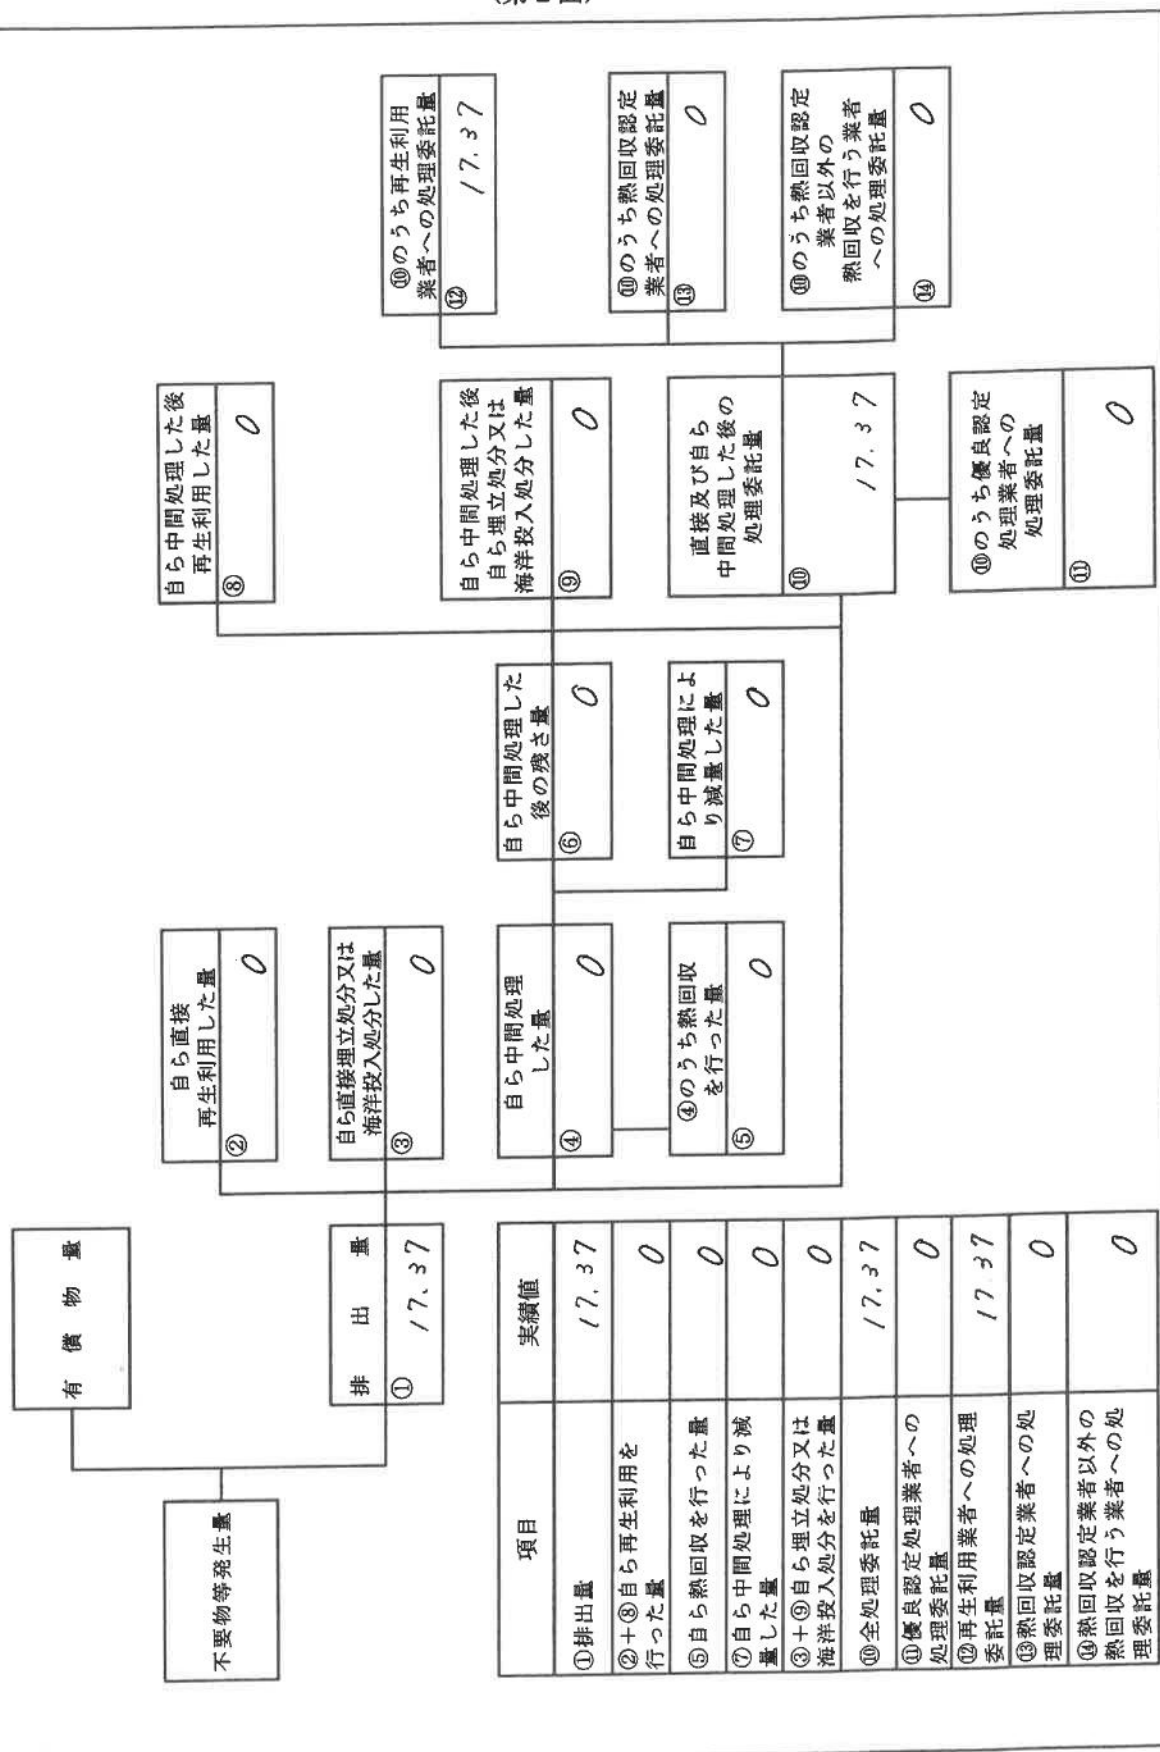 (第2面)
不要物等発生量
有償物量
排出量
① 17.37
自ら直接
再生利用した量
② 0
自ら直接埋立処分又は
海洋投入処分した量
③ 0
自ら中間処理
した量
④ 0
④のうち熱回収
を行った量
⑤ 0
自ら中間処理した
後の残さ量
⑥ 0
自ら中間処理によ
り減量した量
⑦ 0
自ら中間処理した後
再生利用した量
⑧ 0
自ら中間処理した後
自ら埋立処分又は
海洋投入処分した量
⑨ 0
直接及び自ら
中間処理した後の
処理委託量
⑩ 17.37
⑩のうち優良認定
処理業者への
処理委託量
⑪ 0
⑩のうち再生利用
業者への処理委託量
⑫ 17.37
⑩のうち熱回収認定
業者への処理委託量
⑬ 0
⑩のうち熱回収認定
業者以外の
熱回収を行う業者
への処理委託量
⑭ 0
項目 実績値
①排出量 17.37
②+⑧自ら再生利用を
行った量 0
⑤自ら熱回収を行った量 0
⑦自ら中間処理により減
量した量 0
③+⑨自ら埋立処分又は
海洋投入処分を行った量 0
⑩全処理委託量 17.37
⑪優良認定処理業者への
処理委託量 0
⑫再生利用業者への処理
委託量 17.37
⑬熱回収認定業者への処
理委託量 0
⑭熱回収認定業者以外の
熱回収を行う業者への処
理委託量 0